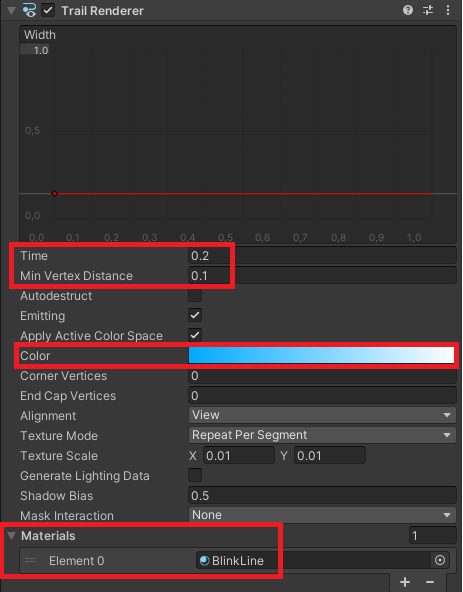 Trail Renderer
Width
1.0
0,5
0,0
0,0 0,1 0,2 0,3 0,4 0,5 0,6 0,7 0,8 0,9 1,0
Time 0.2
Min Vertex Distance 0.1
Autodestruct
Emitting
Apply Active Color Space
Color
Corner Vertices 0
End Cap Vertices 0
Alignment View
Texture Mode Repeat Per Segment
Texture Scale X 0.01 Y 0.01
Generate Lighting Data
Shadow Bias 0.5
Mask Interaction None
Materials 1
Element 0 BlinkLine